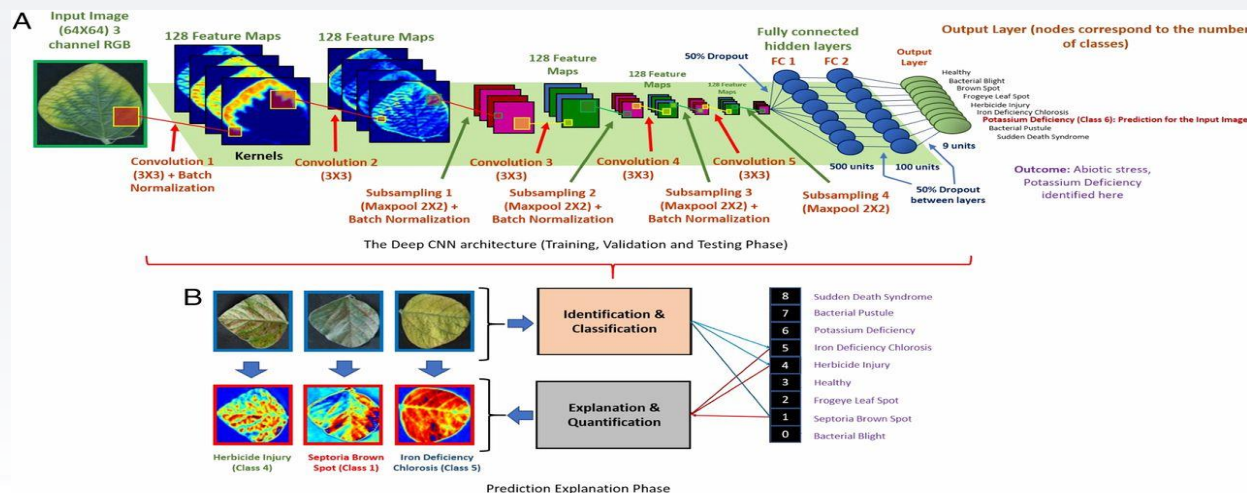 A
Input Image
(64X64) 3
channel RGB
128 Feature Maps
128 Feature Maps
128 Feature
Maps
128 Feature
Maps
128 Feature
Maps
50% Dropout
Fully connected
hidden layers
FC 1
FC 2
Output
Layer
Output Layer (nodes correspond to the number
of classes)
Healthy
Bacterial Blight
Brown Spot
Frogeye Leaf Spot
Herbicide Injury
Iron Deficiency Chlorosis
Potassium Deficiency (Class 6): Prediction for the Input Image
Bacterial Pustule
Sudden Death Syndrome
Kernels
Convolution 1
(3X3) + Batch
Normalization
Convolution 2
(3X3)
Subsampling 1
(Maxpool 2X2) +
Batch Normalization
Convolution 3
(3X3)
Subsampling 2
(Maxpool 2X2) +
Batch Normalization
Convolution 4
(3X3)
Subsampling 3
(Maxpool 2X2) +
Batch Normalization
Convolution 5
(3X3)
Subsampling 4
(Maxpool 2X2)
500 units
100 units
9 units
50% Dropout
between layers
Outcome: Abiotic stress,
Potassium Deficiency
identified here
The Deep CNN architecture (Training, Validation and Testing Phase)
B
Identification &
Classification
Explanation &
Quantification
8 Sudden Death Syndrome
7 Bacterial Pustule
6 Potassium Deficiency
5 Iron Deficiency Chlorosis
4 Herbicide Injury
3 Healthy
2 Frogeye Leaf Spot
1 Septoria Brown Spot
0 Bacterial Blight
Herbicide Injury
(Class 4)
Septoria Brown
Spot (Class 1)
Iron Deficiency
Chlorosis (Class 5)
Prediction Explanation Phase